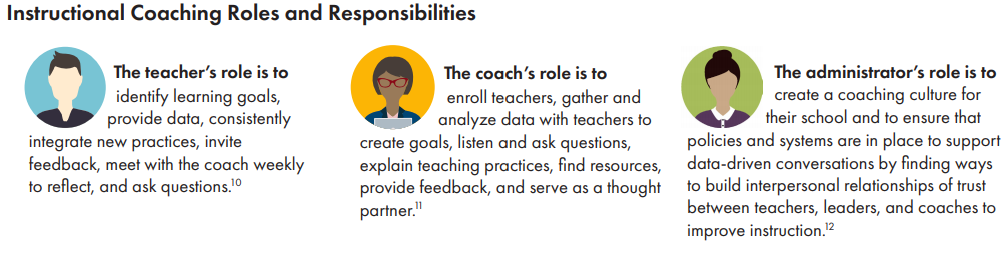 Instructional Coaching Roles and Responsibilities
The teacher's role is to
identify learning goals,
provide data, consistently
integrate new practices, invite
feedback, meet with the coach weekly
to reflect, and ask questions.10
The coach's role is to
enroll teachers, gather and
analyze data with teachers to
create goals, listen and ask questions,
explain teaching practices, find resources,
provide feedback, and serve as a thought
partner.11
The administrator's role is to
create a coaching culture for
their school and to ensure that
policies and systems are in place to support
data-driven conversations by finding ways
to build interpersonal relationships of trust
between teachers, leaders, and coaches to
improve instruction.12